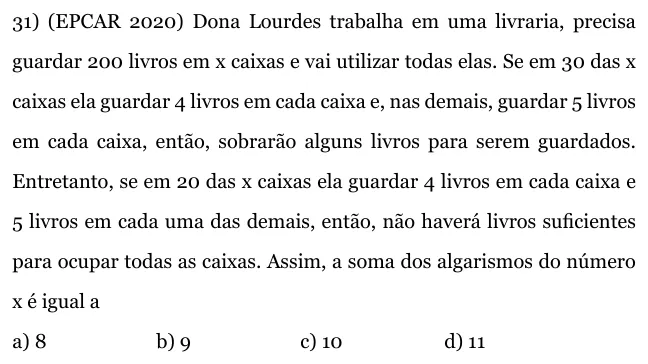 31) (EPCAR 2020) Dona Lourdes trabalha em uma livraria, precisa
guardar 200 livros em x caixas e vai utilizar todas elas. Se em 30 das x
caixas ela guardar 4 livros em cada caixa e, nas demais, guardar 5 livros
em cada caixa, então, sobrarão alguns livros para serem guardados.
Entretanto, se em 20 das x caixas ela guardar 4 livros em cada caixa e
5 livros em cada uma das demais, então, não haverá livros suficientes
para ocupar todas as caixas. Assim, a soma dos algarismos do número
x é igual a
a) 8 b) 9 c) 10 d) 11